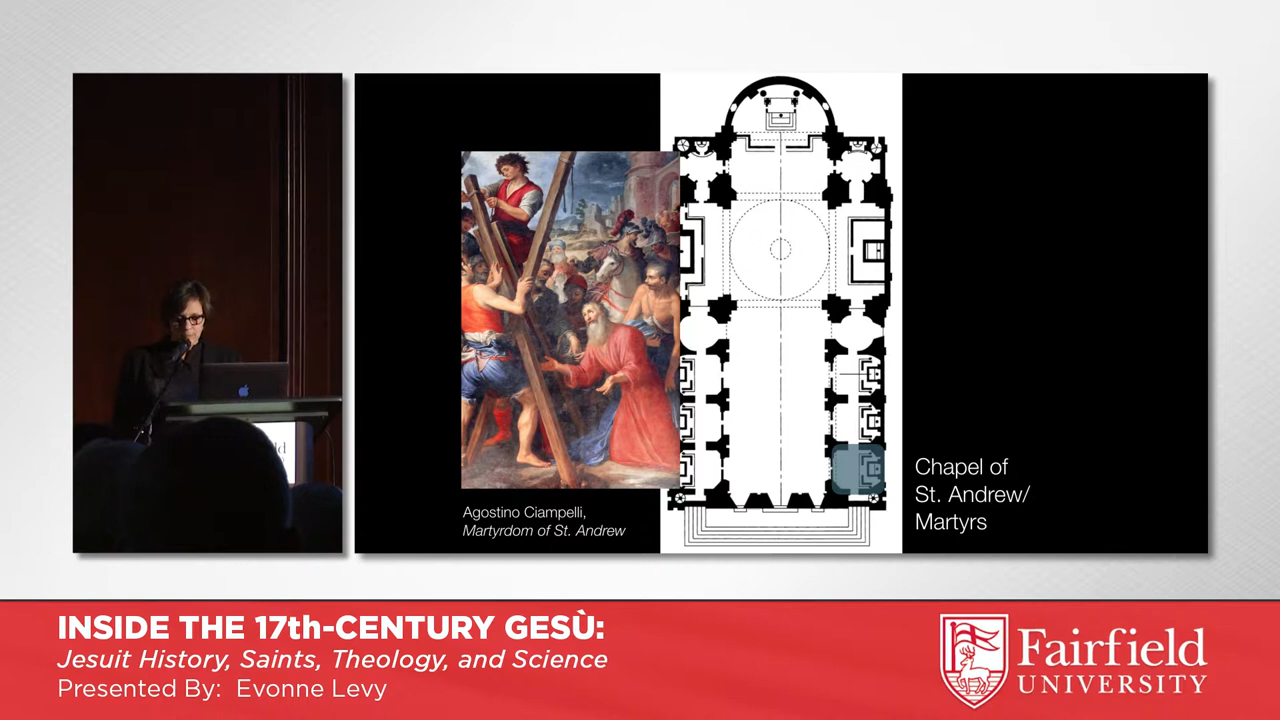 Agostino Ciampelli,
Martyrdom of St. Andrew
Chapel of
St. Andrew/
Martyrs
INSIDE THE 17th-CENTURY GESÙ:
Jesuit History, Saints, Theology, and Science
Presented By: Evonne Levy
Fairfield
UNIVERSITY